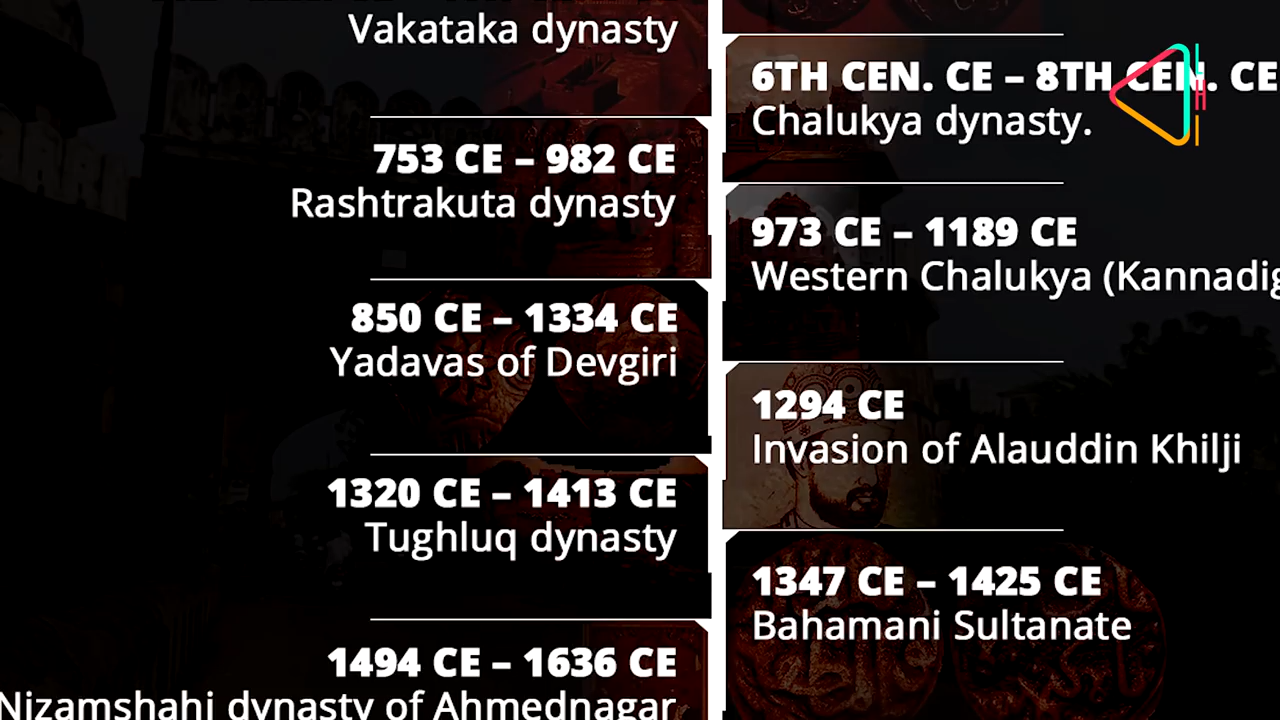 Vakataka dynasty
6TH CEN. CE – 8TH CEN. CE
Chalukya dynasty.
753 CE – 982 CE
Rashtrakuta dynasty
973 CE – 1189 CE
Western Chalukya (Kannadig
850 CE – 1334 CE
Yadavas of Devgiri
1294 CE
Invasion of Alauddin Khilji
1320 CE – 1413 CE
Tughluq dynasty
1347 CE – 1425 CE
Bahamani Sultanate
1494 CE – 1636 CE
Nizamshahi dynasty of Ahmednagar